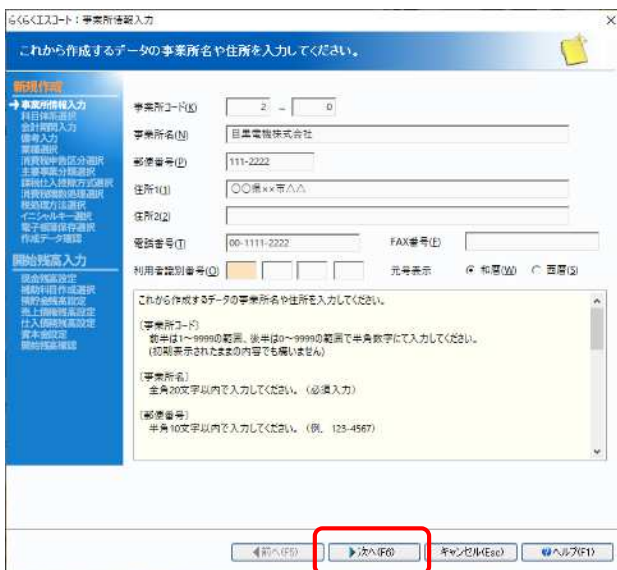 らくらくエスコート:事業所情報入力
これから作成するデータの事業所名や住所を入力してください。
新規作成
事業所情報入力
科目体系選択
会計期間入力
備考入力
業種選択
消費税申告区分選択
主要事業分類選択
課税仕入控除方式選択
消費税端数処理選択
税処理方法選択
イニシャルキー選択
電子帳簿保存選択
作成データ確認
開始残高入力
現金残高設定
補助科目作成選択
預貯金残高設定
売上債権残高設定
仕入債務残高設定
資本金設定
開始残高確認
事業所コード(K) 2 - 0
事業所名(N) 目黒電機株式会社
郵便番号(P) 111-2222
住所1(1) 〇〇県××市△△
住所2(2)
電話番号(T) 00-1111-2222 FAX番号(F)
利用者識別番号(O) 元号表示 和暦(W) 西暦(S)
これから作成するデータの事業所名や住所を入力してください。
〔事業所コード〕
前半は1~9999の範囲、後半は0~9999の範囲で半角数字にて入力してください。
(初期表示されたままの内容でも構いません)
〔事業所名〕
全角20文字以内で入力してください。(必須入力)
〔郵便番号〕
半角10文字以内で入力してください。(例. 123-4567)
前へ(F5) 次へ(F6) キャンセル(Esc) ヘルプ(F1)